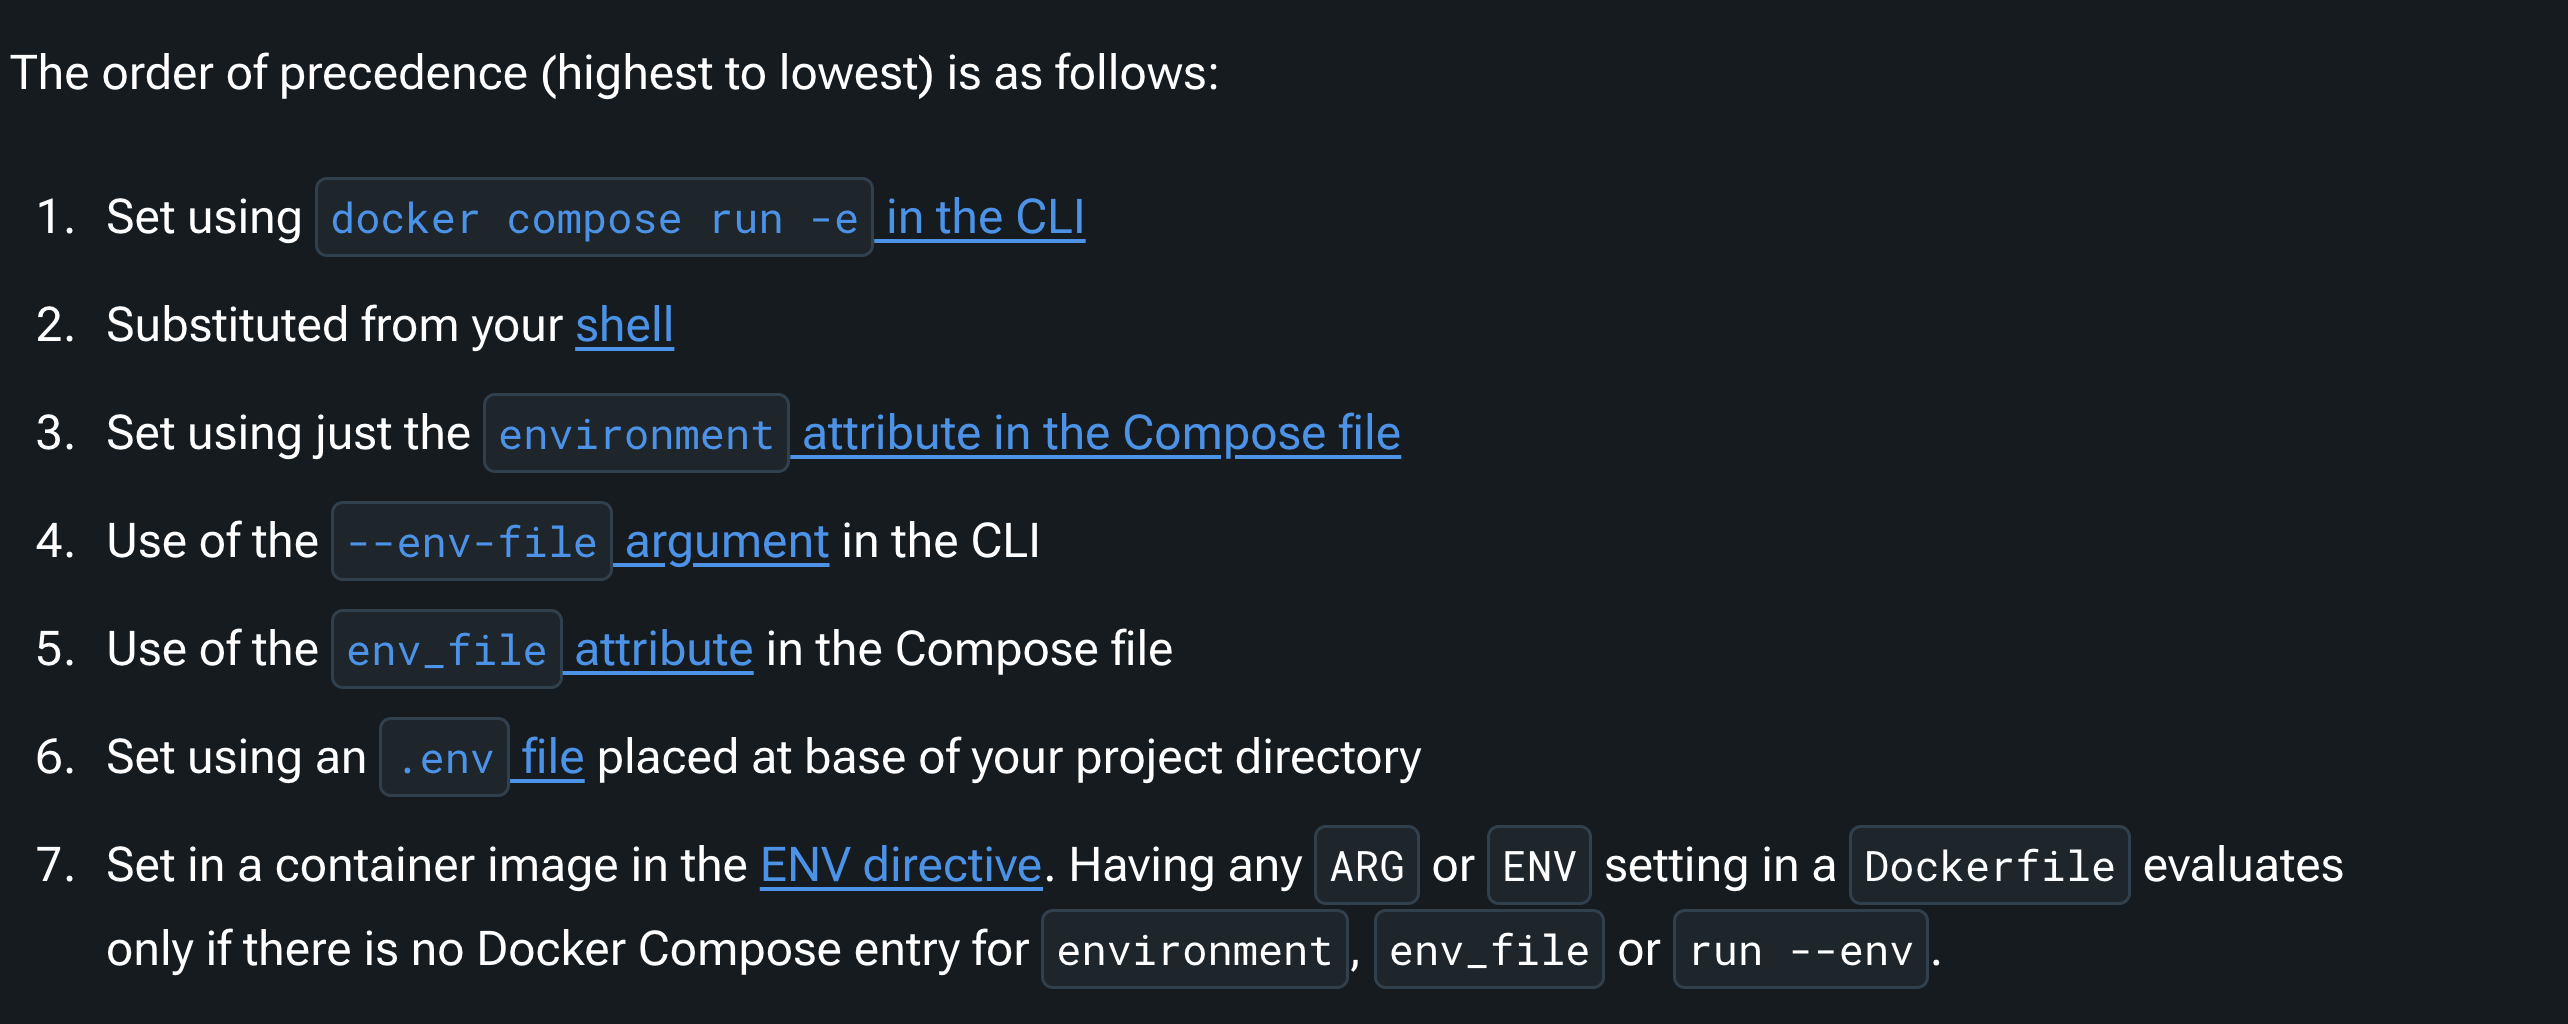 The order of precedence (highest to lowest) is as follows:
1. Set using docker compose run -e in the CLI
2. Substituted from your shell
3. Set using just the environment attribute in the Compose file
4. Use of the --env-file argument in the CLI
5. Use of the env_file attribute in the Compose file
6. Set using an .env file placed at base of your project directory
7. Set in a container image in the ENV directive. Having any ARG or ENV setting in a Dockerfile evaluates
only if there is no Docker Compose entry for environment, env_file or run --env.